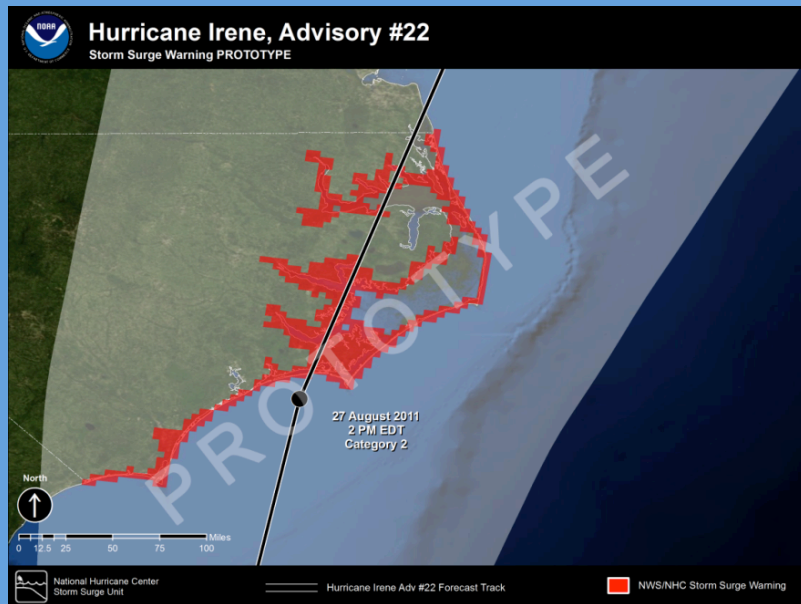 NOAA
Hurricane Irene, Advisory #22
Storm Surge Warning PROTOTYPE
PROTOTYPE
27 August 2011
2 PM EDT
Category 2
North
Miles
0 12.5 25 50 75 100
National Hurricane Center
Storm Surge Unit
Hurricane Irene Adv #22 Forecast Track
NWS/NHC Storm Surge Warning